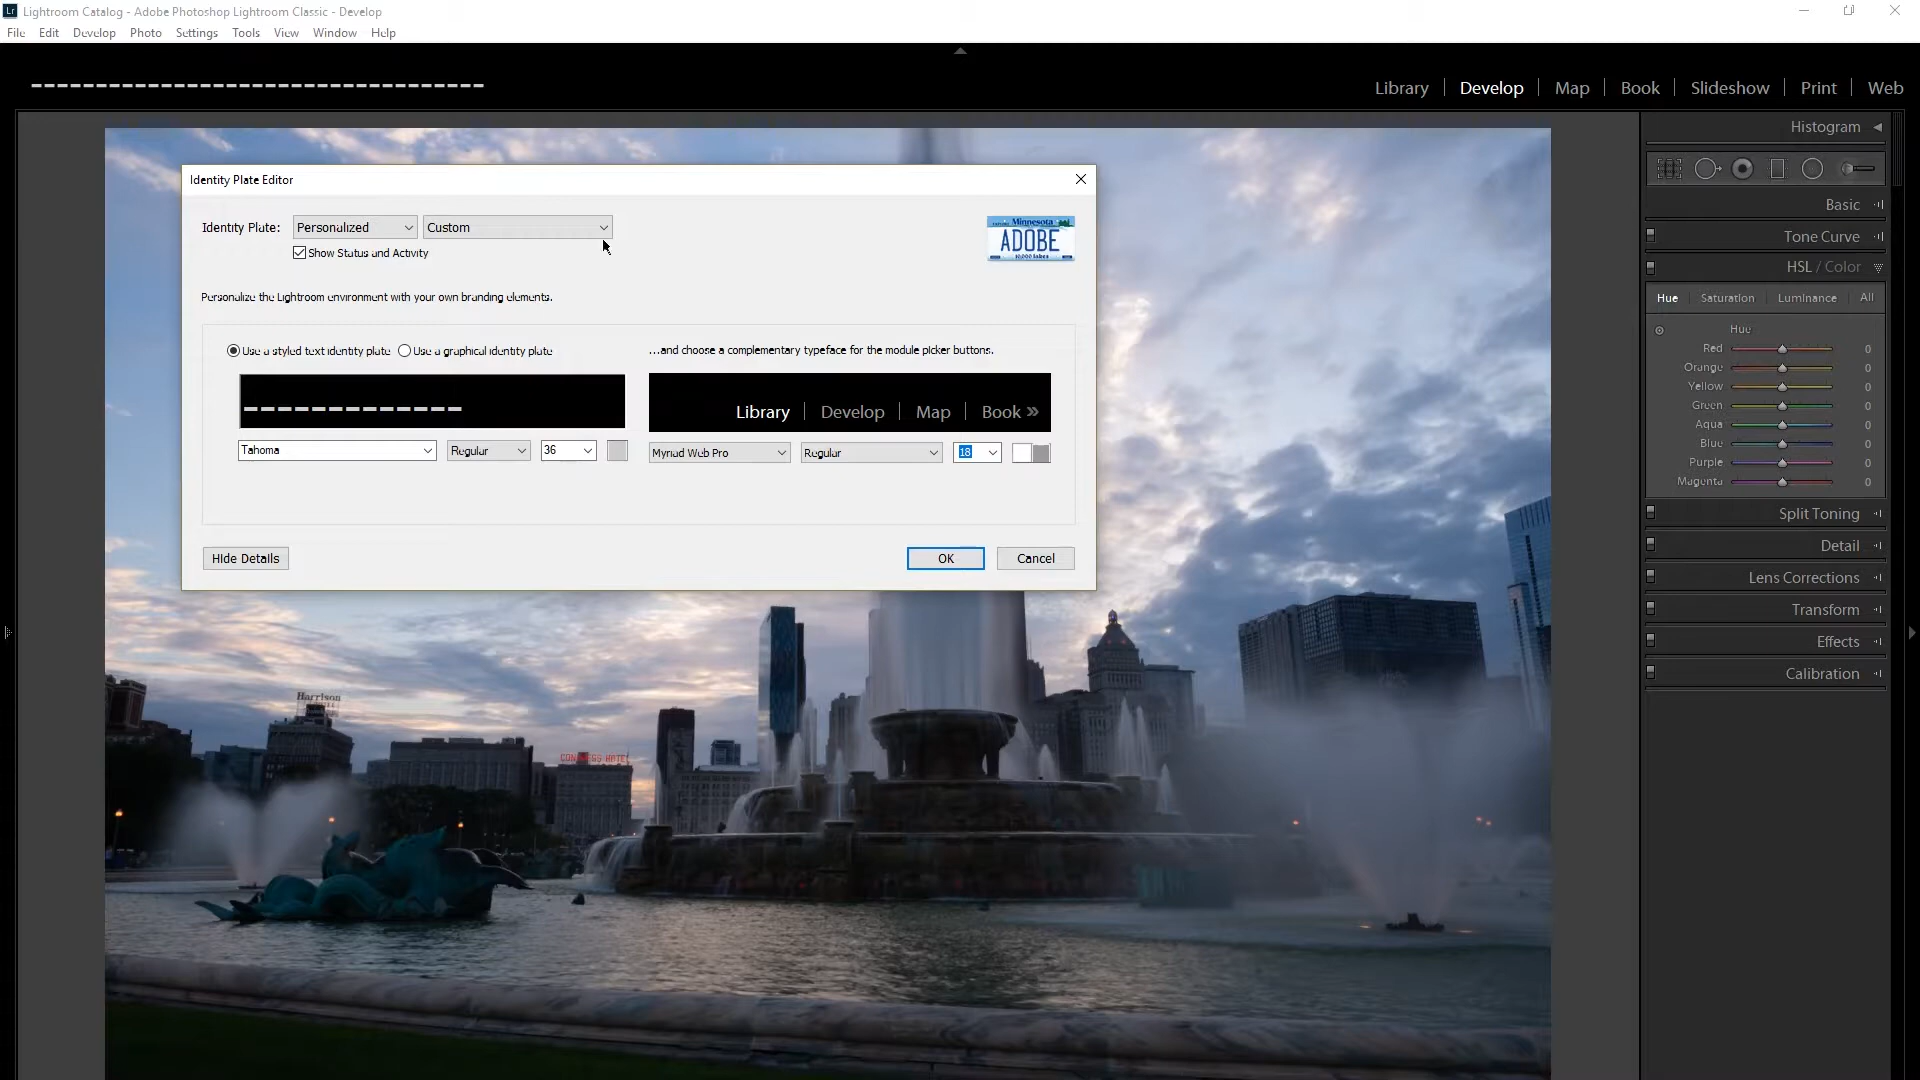 Lr Lightroom Catalog - Adobe Photoshop Lightroom Classic - Develop
File Edit Develop Photo Settings Tools View Window Help
Library | Develop | Map | Book | Slideshow | Print | Web
Histogram
Identity Plate Editor
Identity Plate: Personalized Custom
Show Status and Activity
Minnesota
ADOBE
10,000 lakes
Personalize the Lightroom environment with your own branding elements.
Use a styled text identity plate Use a graphical identity plate
...and choose a complementary typeface for the module picker buttons.
Library | Develop | Map | Book »
Tahoma Regular 36
Myriad Web Pro Regular 18
Hide Details OK Cancel
Basic
Tone Curve
HSL / Color
Hue Saturation Luminance All
Hue
Red 0
Orange 0
Yellow 0
Green 0
Aqua 0
Blue 0
Purple 0
Magenta 0
Split Toning
Detail
Lens Corrections
Transform
Effects
Calibration
Harrison
CONGRESS HOTEL